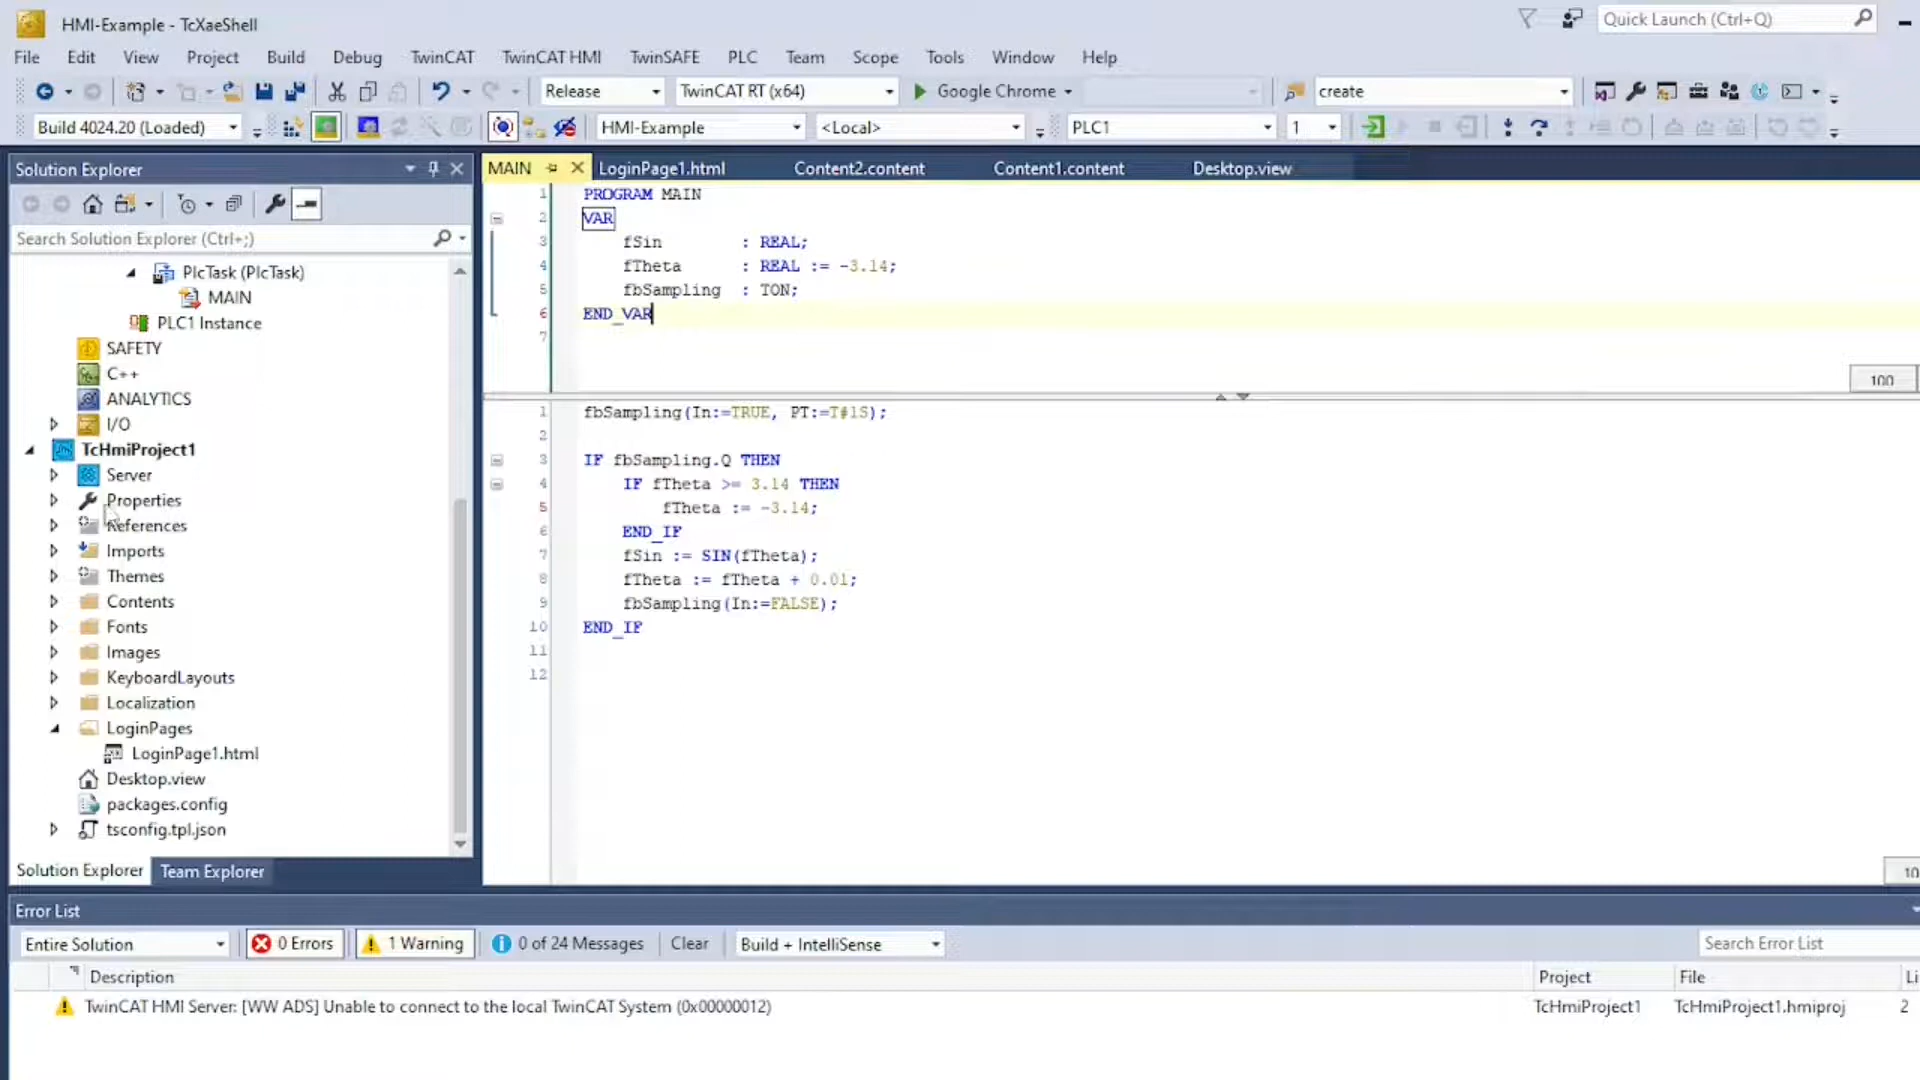 HMI-Example - TcXaeShell
Quick Launch (Ctrl+Q)
File Edit View Project Build Debug TwinCAT TwinCAT HMI TwinSAFE PLC Team Scope Tools Window Help
Release TwinCAT RT (x64) Google Chrome create
Build 4024.20 (Loaded) HMI-Example <Local> PLC1 1
Solution Explorer
Search Solution Explorer (Ctrl+;)
PlcTask (PlcTask)
MAIN
PLC1 Instance
SAFETY
C++
ANALYTICS
I/O
TcHmiProject1
Server
Properties
References
Imports
Themes
Contents
Fonts
Images
KeyboardLayouts
Localization
LoginPages
LoginPage1.html
Desktop.view
packages.config
tsconfig.tpl.json
Solution Explorer Team Explorer
MAIN LoginPage1.html Content2.content Content1.content Desktop.view
1 PROGRAM MAIN
2 VAR
3 fSin : REAL;
4 fTheta : REAL := -3.14;
5 fbSampling : TON;
6 END_VAR
7
100
1 fbSampling(In:=TRUE, PT:=T#1S);
2
3 IF fbSampling.Q THEN
4 IF fTheta >= 3.14 THEN
5 fTheta := -3.14;
6 END_IF
7 fSin := SIN(fTheta);
8 fTheta := fTheta + 0.01;
9 fbSampling(In:=FALSE);
10 END_IF
11
12
10
Error List
Entire Solution 0 Errors 1 Warning 0 of 24 Messages Clear Build + IntelliSense Search Error List
Description Project File Li
TwinCAT HMI Server: [WW ADS] Unable to connect to the local TwinCAT System (0x00000012) TcHmiProject1 TcHmiProject1.hmiproj 2